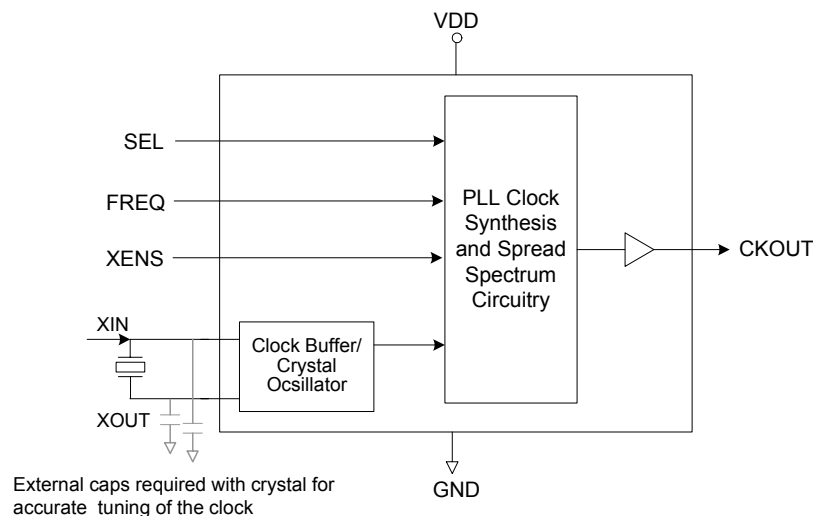 VDD
SEL
FREQ
XENS
PLL Clock
Synthesis
and Spread
Spectrum
Circuitry
CKOUT
XIN
Clock Buffer/
Crystal
Ocsillator
XOUT
GND
External caps required with crystal for
accurate tuning of the clock